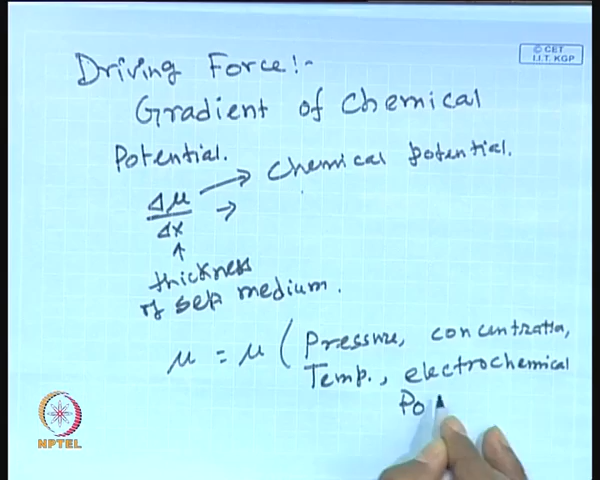 Driving Force:-
© CET
I.I.T. KGP
Gradient of Chemical
Potential.
Δμ → Chemical potential.
Δx →
↑
thickness
of sep medium.
μ = μ ( Pressure, concentratn,
Temp., electrochemical
Po
NPTEL